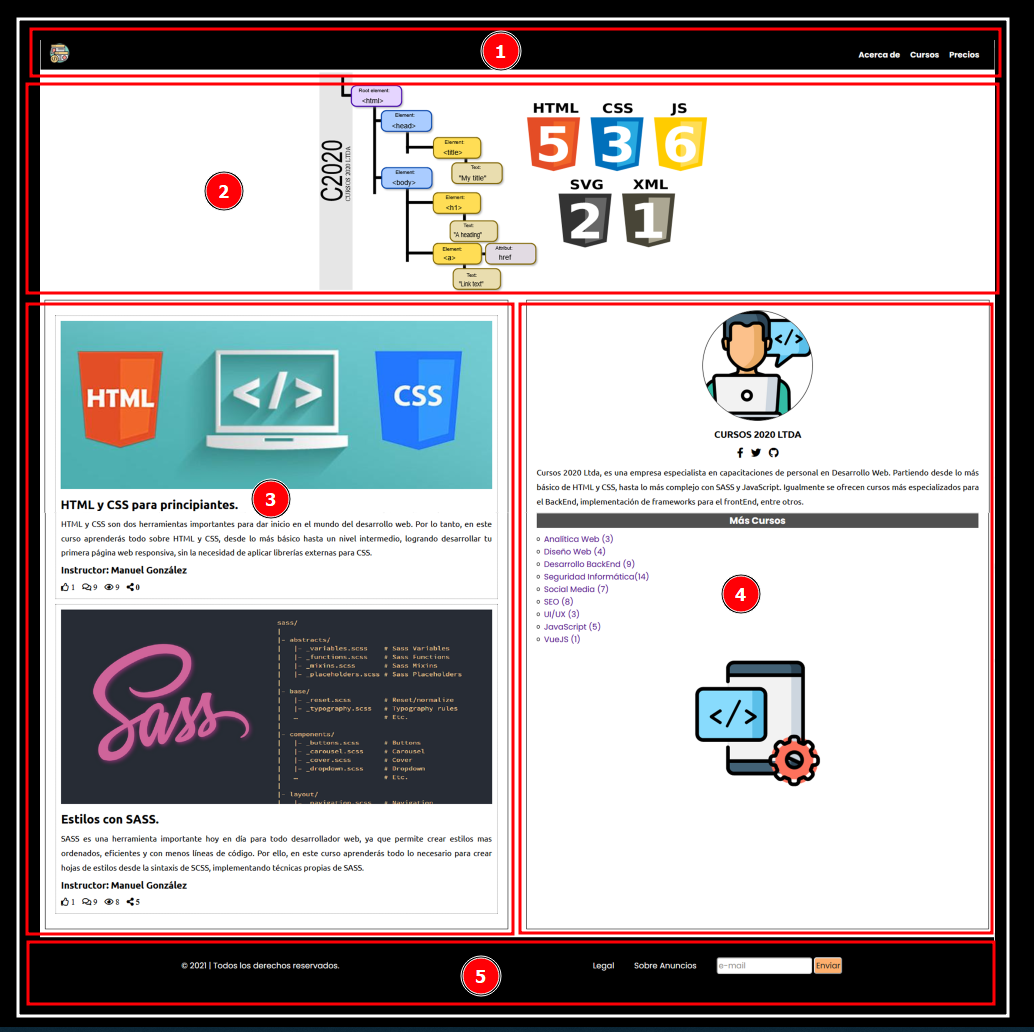 1
Acerca de Cursos Precios
2
C2020
CURSOS 2020 LTDA
Root element:
<html>
Element:
<head>
Element:
<title>
Text:
"My title"
Element:
<body>
Element:
<h1>
Text:
"A heading"
Element:
<a>
Attribut:
href
Text:
"Link text"
HTML CSS JS
5 3 6
SVG XML
2 1
HTML </> CSS
HTML y CSS para principiantes.
3
HTML y CSS son dos herramientas importantes para dar inicio en el mundo del desarrollo web. Por lo tanto, en este
curso aprenderás todo sobre HTML y CSS, desde lo más básico hasta un nivel intermedio, logrando desarrollar tu
primera página web responsiva, sin la necesidad de aplicar librerías externas para CSS.
Instructor: Manuel González
1 9 9 0
Sass
sass/
|
|- abstracts/
| |- _variables.scss # Sass Variables
| |- _functions.scss # Sass Functions
| |- _mixins.scss # Sass Mixins
| |- _placeholders.scss # Sass Placeholders
|
|- base/
| |- _reset.scss # Reset/normalize
| |- _typography.scss # Typography rules
| … # Etc.
|
|- components/
| |- _buttons.scss # Buttons
| |- _carousel.scss # Carousel
| |- _cover.scss # Cover
| |- _dropdown.scss # Dropdown
| … # Etc.
|
|- layout/
| |- _navigation.scss # Navigation
Estilos con SASS.
SASS es una herramienta importante hoy en día para todo desarrollador web, ya que permite crear estilos mas
ordenados, eficientes y con menos líneas de código. Por ello, en este curso aprenderás todo lo necesario para crear
hojas de estilos desde la sintaxis de SCSS, implementando técnicas propias de SASS.
Instructor: Manuel González
1 9 8 5
</>
CURSOS 2020 LTDA
Cursos 2020 Ltda, es una empresa especialista en capacitaciones de personal en Desarrollo Web. Partiendo desde lo más
básico de HTML y CSS, hasta lo más complejo con SASS y JavaScript. Igualmente se ofrecen cursos más especializados para
el BackEnd, implementación de frameworks para el frontEnd, entre otros.
Más Cursos
Analitica Web (3)
Diseño Web (4)
Desarrollo BackEnd (9)
Seguridad Informática(14)
Social Media (7)
SEO (8)
UI/UX (3)
JavaScript (5)
VueJS (1)
4
</>
© 2021 | Todos los derechos reservados.
5
Legal Sobre Anuncios e-mail Enviar